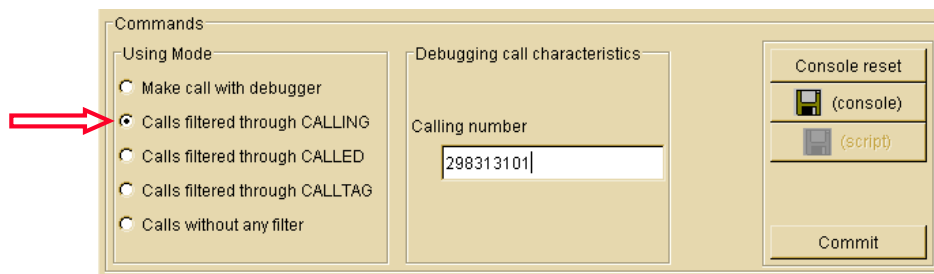 Commands
Using Mode
Make call with debugger
Calls filtered through CALLING
Calls filtered through CALLED
Calls filtered through CALLTAG
Calls without any filter
Debugging call characteristics
Calling number
298313101
Console reset
(console)
(script)
Commit